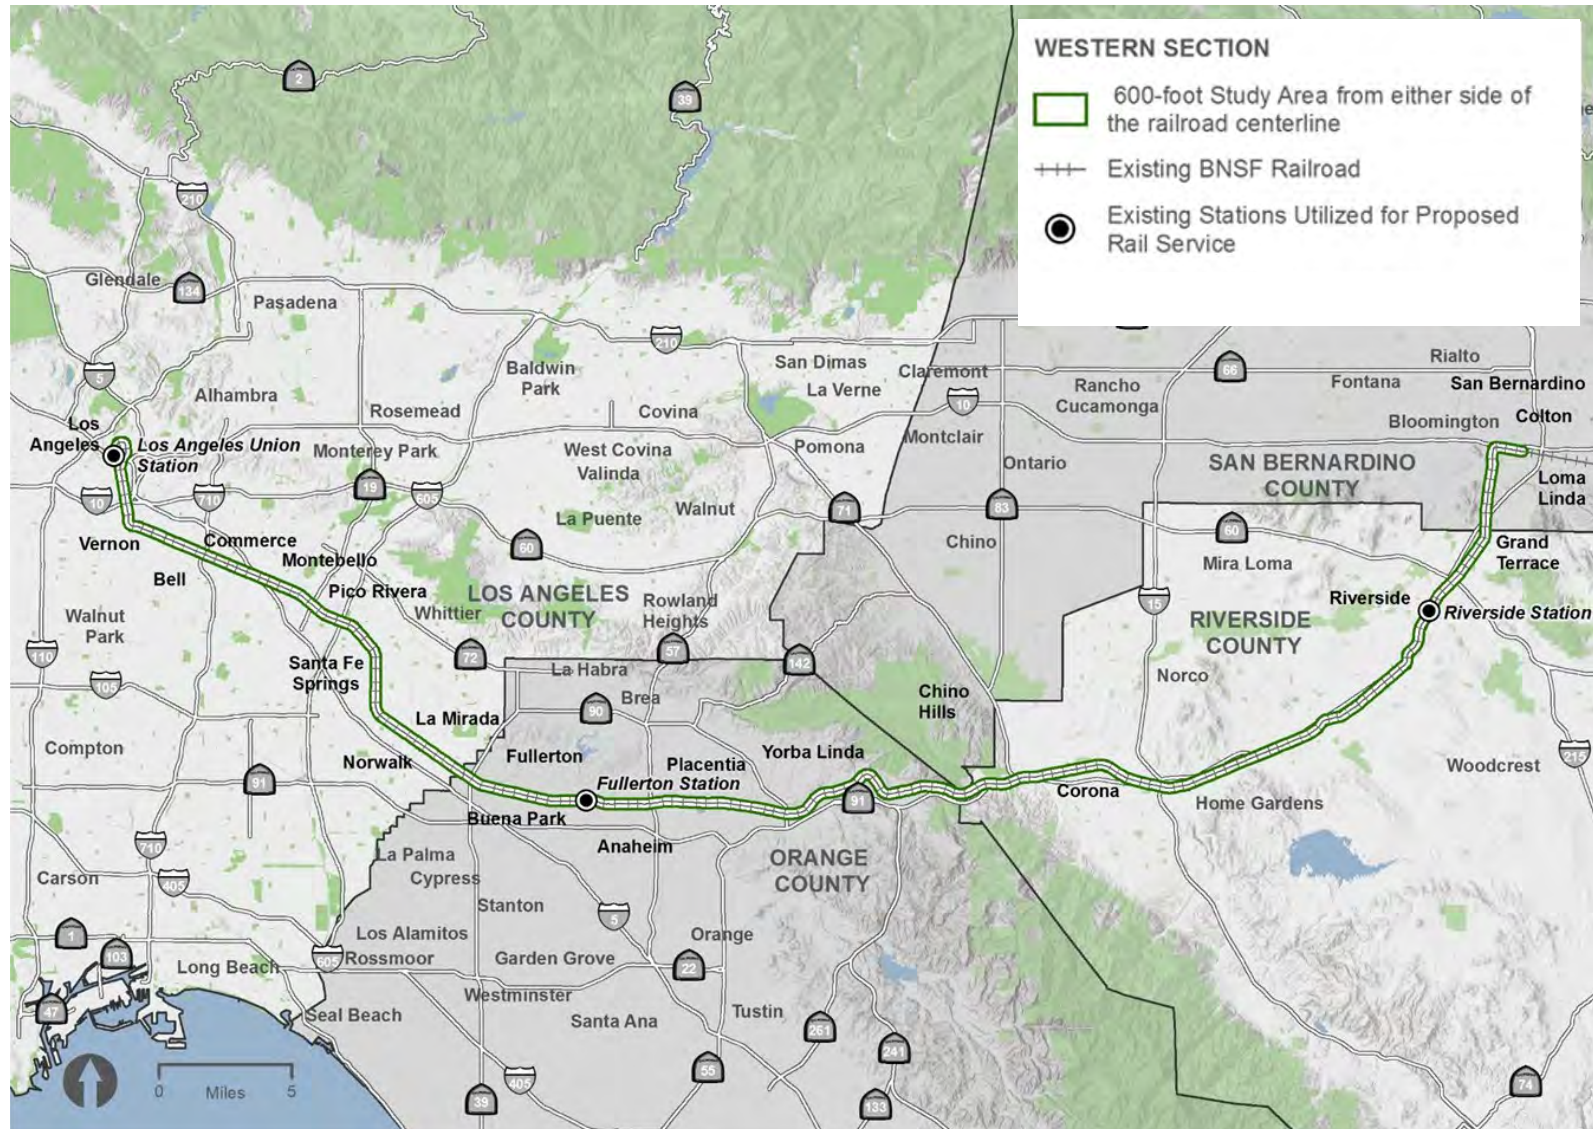 WESTERN SECTION
600-foot Study Area from either side of
the railroad centerline
Existing BNSF Railroad
Existing Stations Utilized for Proposed
Rail Service
2
39
210
Glendale
134
Pasadena
210
5
Baldwin
Park
San Dimas
La Verne
Claremont
66
Rialto
Fontana
San Bernardino
Rancho
Cucamonga
10
Alhambra
Rosemead
Covina
Bloomington
Colton
Los
Angeles
Los Angeles Union
Station
Monterey Park
West Covina
Valinda
Pomona
Montclair
Ontario
SAN BERNARDINO
COUNTY
Loma
Linda
10
710
19
605
La Puente
Walnut
71
83
60
Vernon
Commerce
60
Chino
Mira Loma
Grand
Terrace
Bell
Montebello
Pico Rivera
Whittier
LOS ANGELES
COUNTY
Rowland
Heights
15
RIVERSIDE
COUNTY
Riverside
Riverside Station
Walnut
Park
110
Santa Fe
Springs
72
57
142
La Habra
Norco
105
Brea
90
Chino
Hills
La Mirada
Compton
Norwalk
Fullerton
Placentia
Yorba Linda
215
Woodcrest
91
Fullerton Station
91
Corona
Home Gardens
Buena Park
Anaheim
710
La Palma
Cypress
ORANGE
COUNTY
Carson
405
Stanton
5
1
103
Los Alamitos
Rossmoor
605
Orange
Garden Grove
22
Long Beach
Westminster
47
Seal Beach
Santa Ana
Tustin
261
241
55
405
39
133
74
0 Miles 5